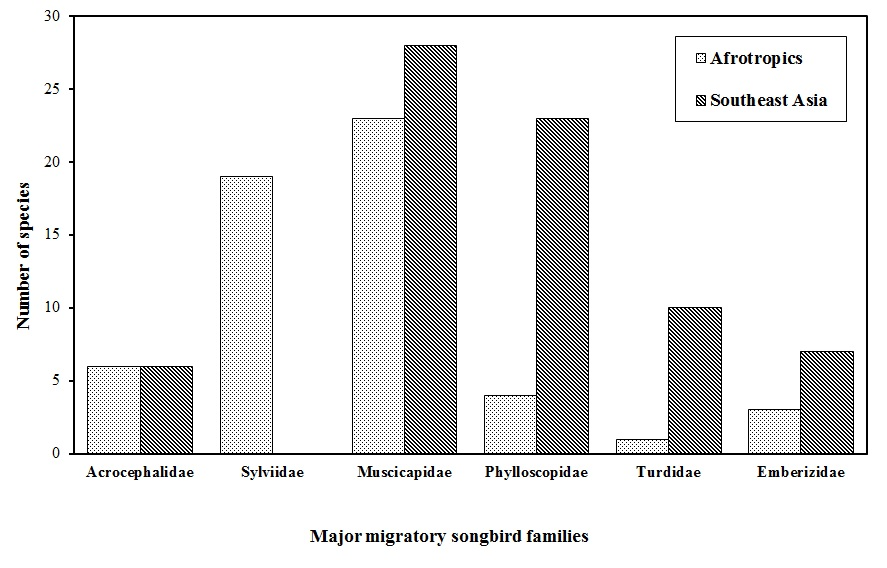 30
25
20
15
10
5
0
Number of species
Afrotropics
Southeast Asia
Acrocephalidae Sylviidae Muscicapidae Phylloscopidae Turdidae Emberizidae
Major migratory songbird families